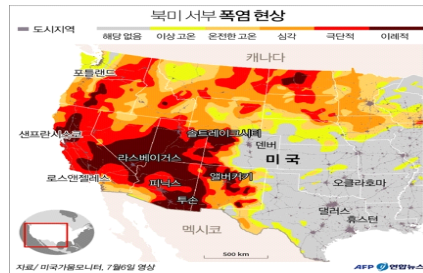 북미 서부 폭염 현상
도시지역
해당 없음 이상 고온 온전한 고온 심각 극단적 이례적
캐나다
포틀랜드
샌프란시스코
솔트레이크시티
덴버
라스베이거스
미국
로스앤젤레스
피닉스
앨버커키
오클라호마
투손
댈러스
휴스턴
멕시코
500 km
자료/ 미국가뭄모니터, 7월6일 영상
AFP 연합뉴스